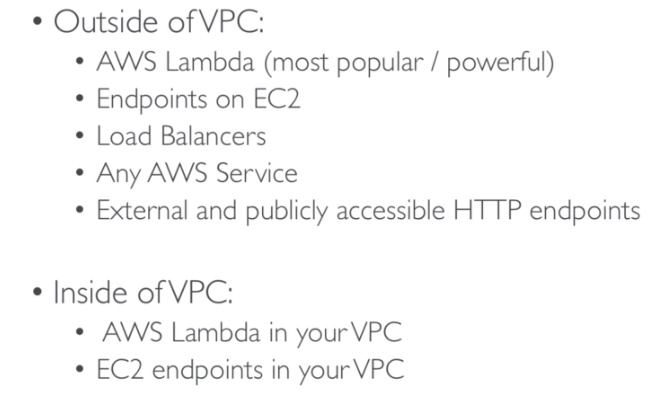 • Outside of VPC:
• AWS Lambda (most popular / powerful)
• Endpoints on EC2
• Load Balancers
• Any AWS Service
• External and publicly accessible HTTP endpoints
• Inside of VPC:
• AWS Lambda in your VPC
• EC2 endpoints in your VPC